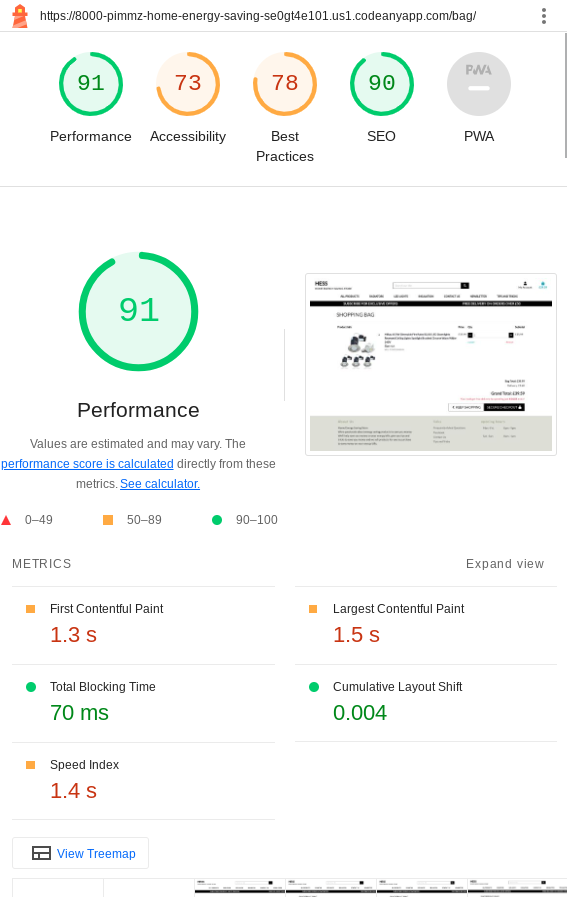 https://8000-pimmz-home-energy-saving-se0gt4e101.us1.codeanyapp.com/bag/
91 73 78 90 PWA
Performance Accessibility Best Practices SEO PWA
91
Performance
Values are estimated and may vary. The
performance score is calculated directly from these
metrics. See calculator.
0–49 50–89 90–100
HESS
SHOPPING BAG
METRICS Expand view
First Contentful Paint
1.3 s
Largest Contentful Paint
1.5 s
Total Blocking Time
70 ms
Cumulative Layout Shift
0.004
Speed Index
1.4 s
View Treemap